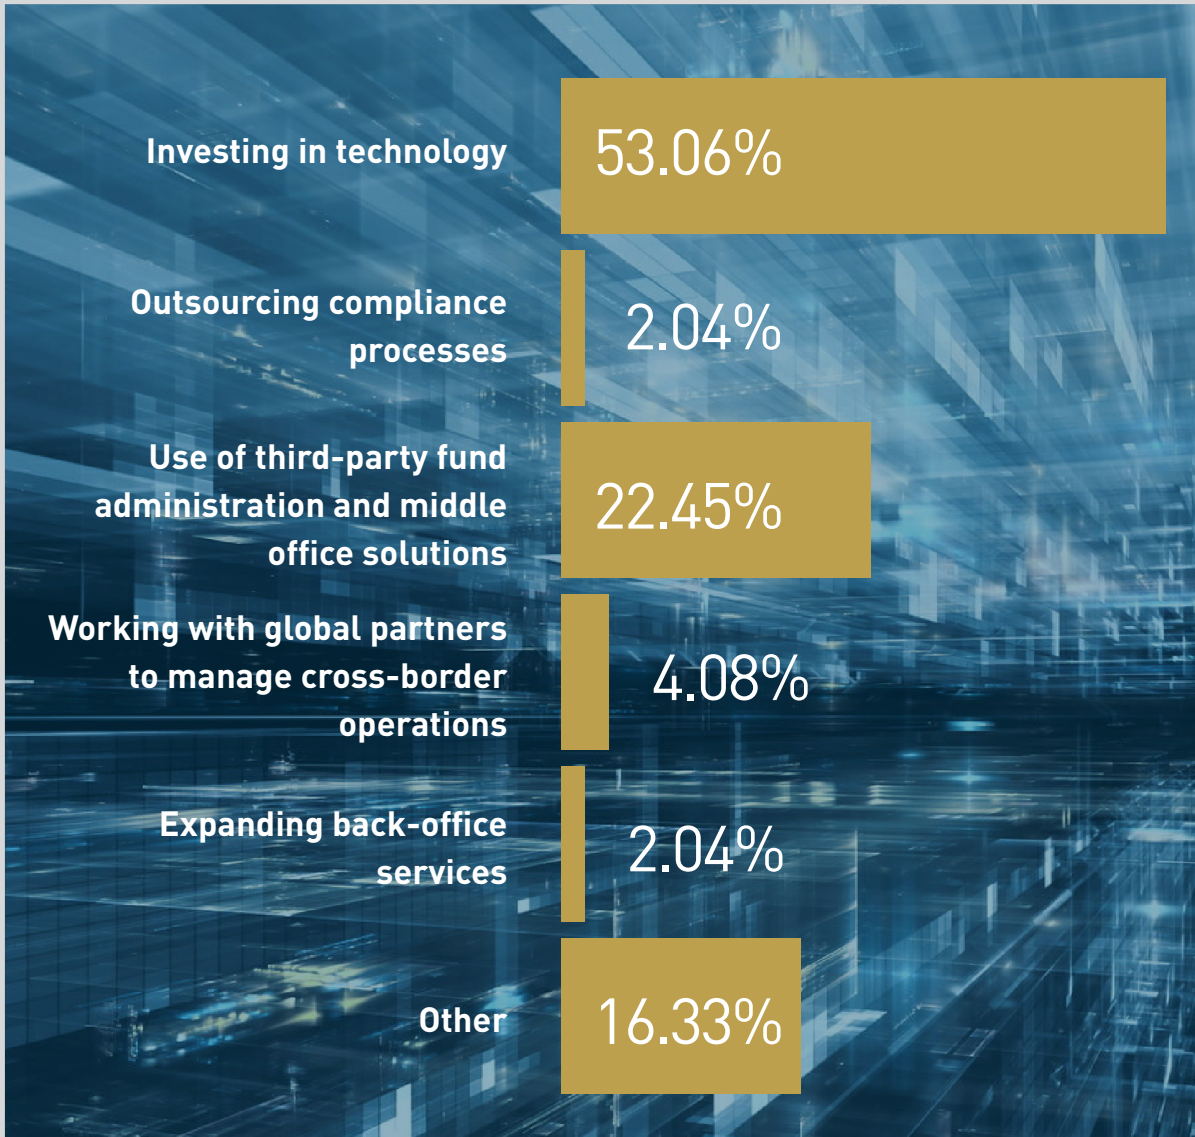 Investing in technology
53.06%
Outsourcing compliance
processes
2.04%
Use of third-party fund
administration and middle
office solutions
22.45%
Working with global partners
to manage cross-border
operations
4.08%
Expanding back-office
services
2.04%
Other
16.33%